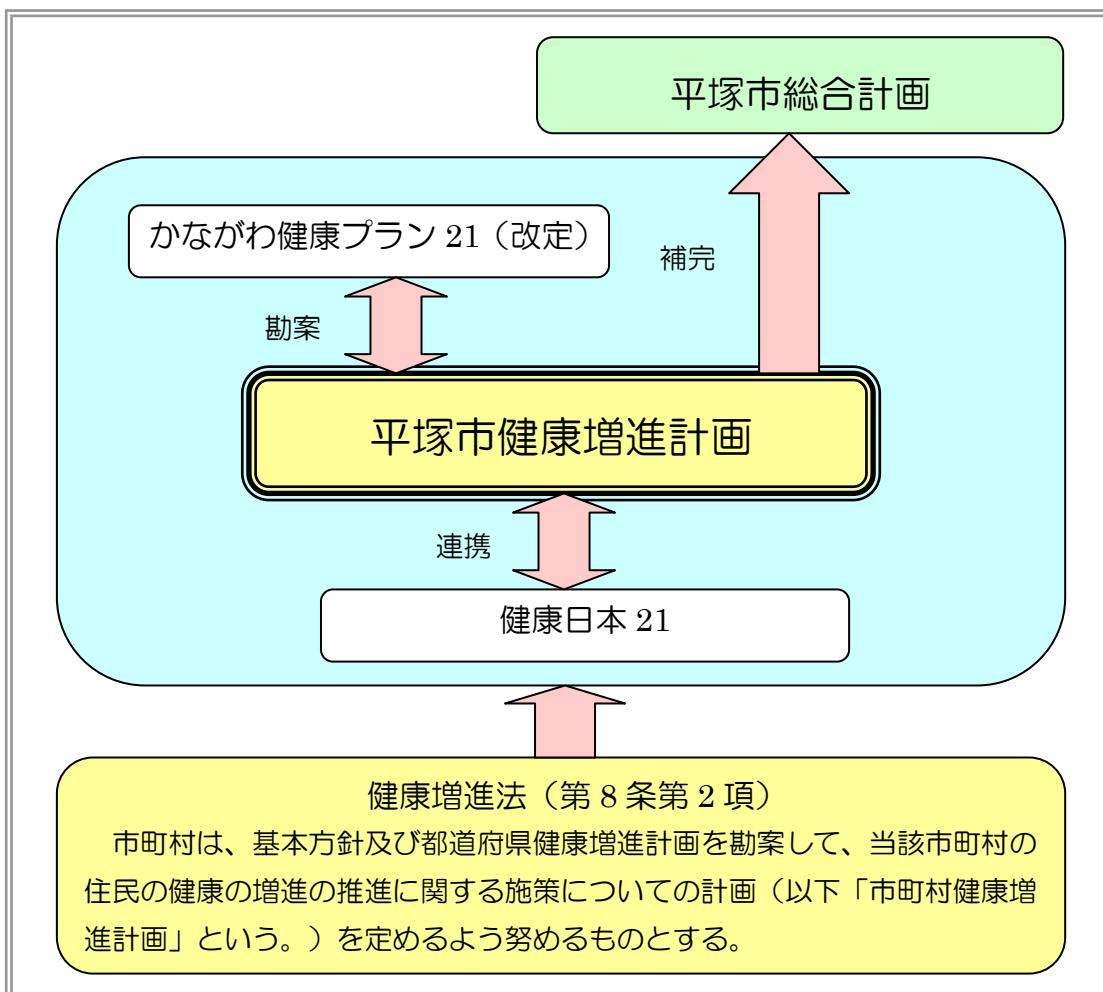 平塚市総合計画
かながわ健康プラン 21（改定）
補完
勘案
平塚市健康増進計画
連携
健康日本 21
健康増進法（第 8 条第 2 項）
市町村は、基本方針及び都道府県健康増進計画を勘案して、当該市町村の
住民の健康の増進の推進に関する施策についての計画（以下「市町村健康増
進計画」という。）を定めるよう努めるものとする。